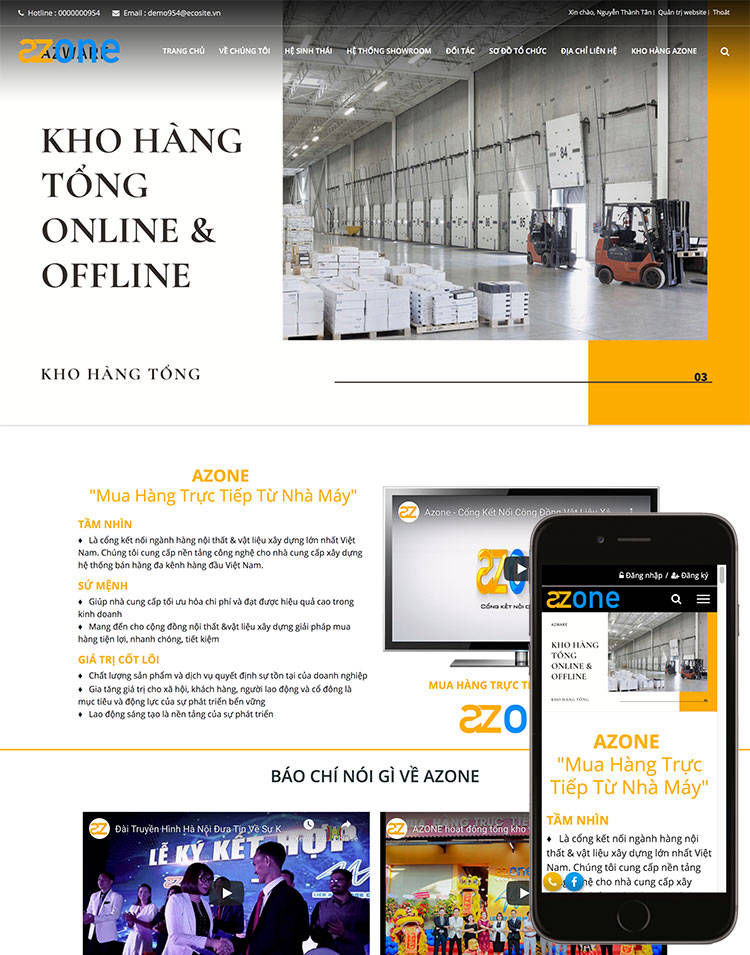 Hotline : 0000000954 Email : demo954@ecosite.vn
Xin chào, Nguyễn Thành Tân | Quản trị website | Thoát
azone
AZWARE
TRANG CHỦ VỀ CHÚNG TÔI HỆ SINH THÁI HỆ THỐNG SHOWROOM ĐỐI TÁC SƠ ĐỒ TỔ CHỨC ĐỊA CHỈ LIÊN HỆ KHO HÀNG AZONE
KHO HÀNG
TỔNG
ONLINE &
OFFLINE
84
KHO HÀNG TỔNG
03
AZONE
"Mua Hàng Trực Tiếp Từ Nhà Máy"
TẦM NHÌN
♦ Là cổng kết nối ngành hàng nội thất & vật liệu xây dựng lớn nhất Việt
Nam. Chúng tôi cung cấp nền tảng công nghệ cho nhà cung cấp xây dựng
hệ thống bán hàng đa kênh hàng đầu Việt Nam.
SỨ MỆNH
♦ Giúp nhà cung cấp tối ưu hóa chi phí và đạt được hiệu quả cao trong
kinh doanh
♦ Mang đến cho cộng đồng nội thất &vật liệu xây dựng giải pháp mua
hàng tiện lợi, nhanh chóng, tiết kiệm
GIÁ TRỊ CỐT LÕI
♦ Chất lượng sản phẩm và dịch vụ quyết định sự tồn tại của doanh nghiệp
♦ Gia tăng giá trị cho xã hội, khách hàng, người lao động và cổ đông là
mục tiêu và động lực của sự phát triển bền vững
♦ Lao động sáng tạo là nền tảng của sự phát triển
Azone - Cổng Kết Nối Cộng Đồng Vật Liệu Xâ
CỔNG KẾT NỐI
MUA HÀNG TRỰC T
azon
Đăng nhập / Đăng ký
azone
AZWARE
KHO HÀNG
TỔNG
ONLINE &
OFFLINE
KHO HÀNG TỔNG
AZONE
"Mua Hàng Trực
Tiếp Từ Nhà Máy"
TẦM NHÌN
♦ Là cổng kết nối ngành hàng nội
thất & vật liệu xây dựng lớn nhất Việt
Nam. Chúng tôi cung cấp nền tảng
nghệ cho nhà cung cấp xây
BÁO CHÍ NÓI GÌ VỀ AZONE
Đài Truyền Hình Hà Nội Đưa Tin Về Sự K
LỄ KÝ KẾT HỢP
AZONE hoạt động tổng kho